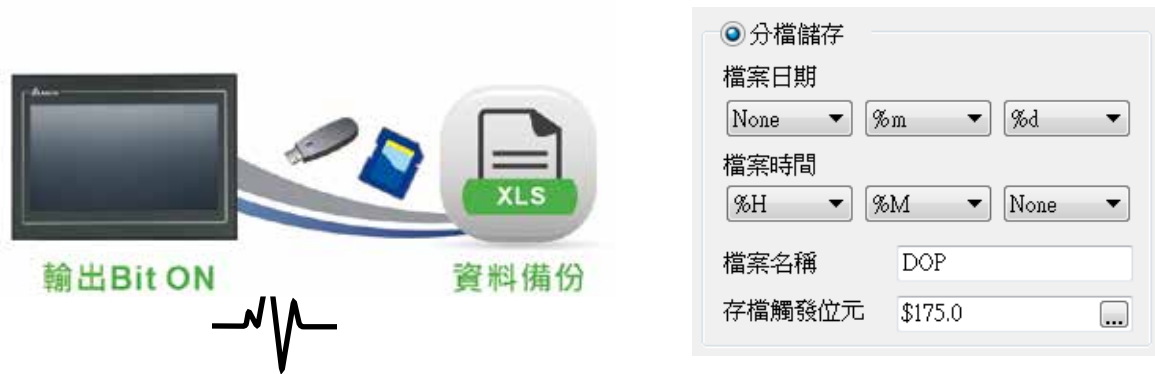 XLS
輸出Bit ON
資料備份
分檔儲存
檔案日期
None %m %d
檔案時間
%H %M None
檔案名稱 DOP
存檔觸發位元 $175.0 ...